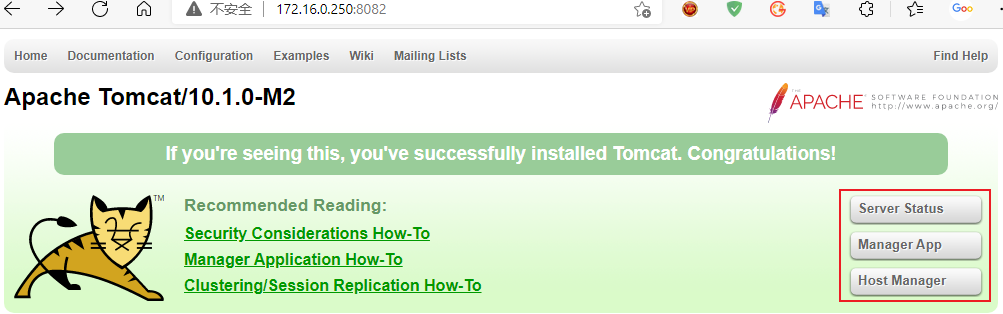 不安全 172.16.0.250:8082
Home Documentation Configuration Examples Wiki Mailing Lists Find Help
Apache Tomcat/10.1.0-M2
THE APACHE® SOFTWARE FOUNDATION
http://www.apache.org/
If you're seeing this, you've successfully installed Tomcat. Congratulations!
TM
Recommended Reading:
Security Considerations How-To
Manager Application How-To
Clustering/Session Replication How-To
Server Status
Manager App
Host Manager